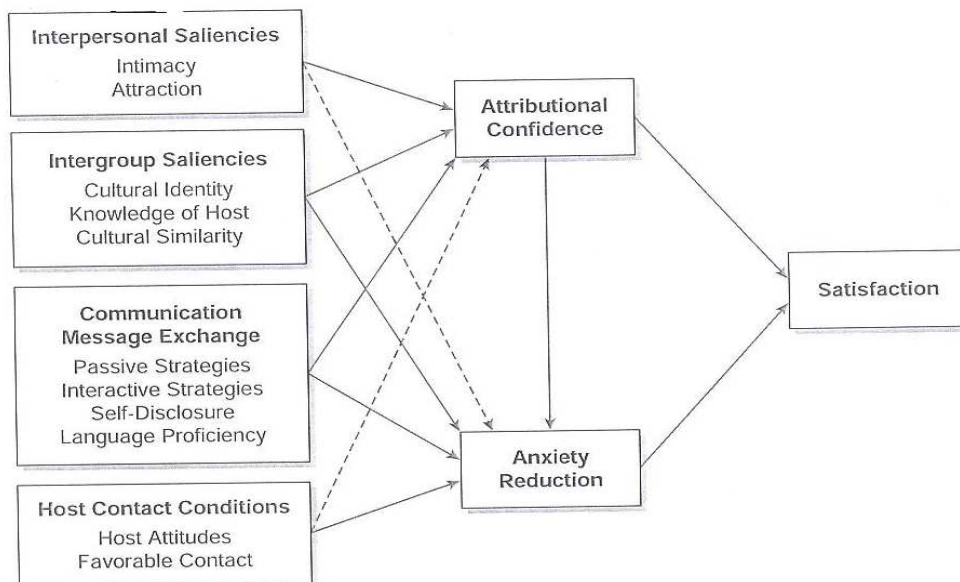 Interpersonal Saliencies
Intimacy
Attraction
Intergroup Saliencies
Cultural Identity
Knowledge of Host
Cultural Similarity
Communication
Message Exchange
Passive Strategies
Interactive Strategies
Self-Disclosure
Language Proficiency
Host Contact Conditions
Host Attitudes
Favorable Contact
Attributional
Confidence
Anxiety
Reduction
Satisfaction